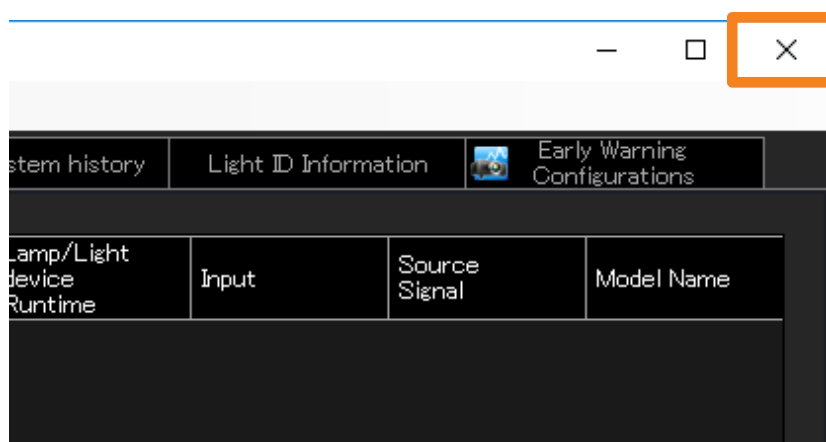 stem history
Light ID Information
Early Warning
Configurations
Lamp/Light
device
Runtime
Input
Source
Signal
Model Name